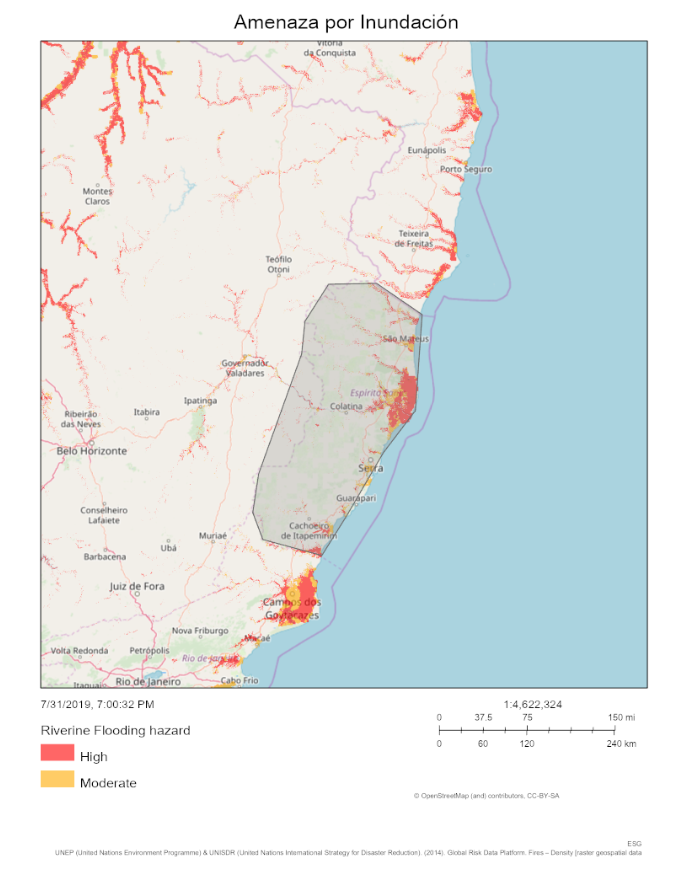 Amenaza por Inundación
Vitória
da Conquista
Eunápolis
Porto Seguro
Montes
Claros
Teixeira
de Freitas
Teófilo
Otoni
São Mateus
Governador
Valadares
Espírito San
Ipatinga
Colatina
Ribeirão
das Neves
Itabira
Belo Horizonte
Serra
Guarapari
Conselheiro
Lafaiete
Cachoeiro
de Itapemirim
Muriaé
Ubá
Barbacena
Juiz de Fora
Campos dos
Goytacazes
Nova Friburgo
Macaé
Volta Redonda
Petrópolis
Rio de Janeiro
Itaguaí
Rio de Janeiro
Cabo Frio
7/31/2019, 7:00:32 PM
1:4,622,324
0 37.5 75 150 mi
0 60 120 240 km
Riverine Flooding hazard
High
Moderate
© OpenStreetMap (and) contributors, CC-BY-SA
ESG
UNEP (United Nations Environment Programme) & UNISDR (United Nations International Strategy for Disaster Reduction). (2014). Global Risk Data Platform, Fires – Density [raster geospatial data